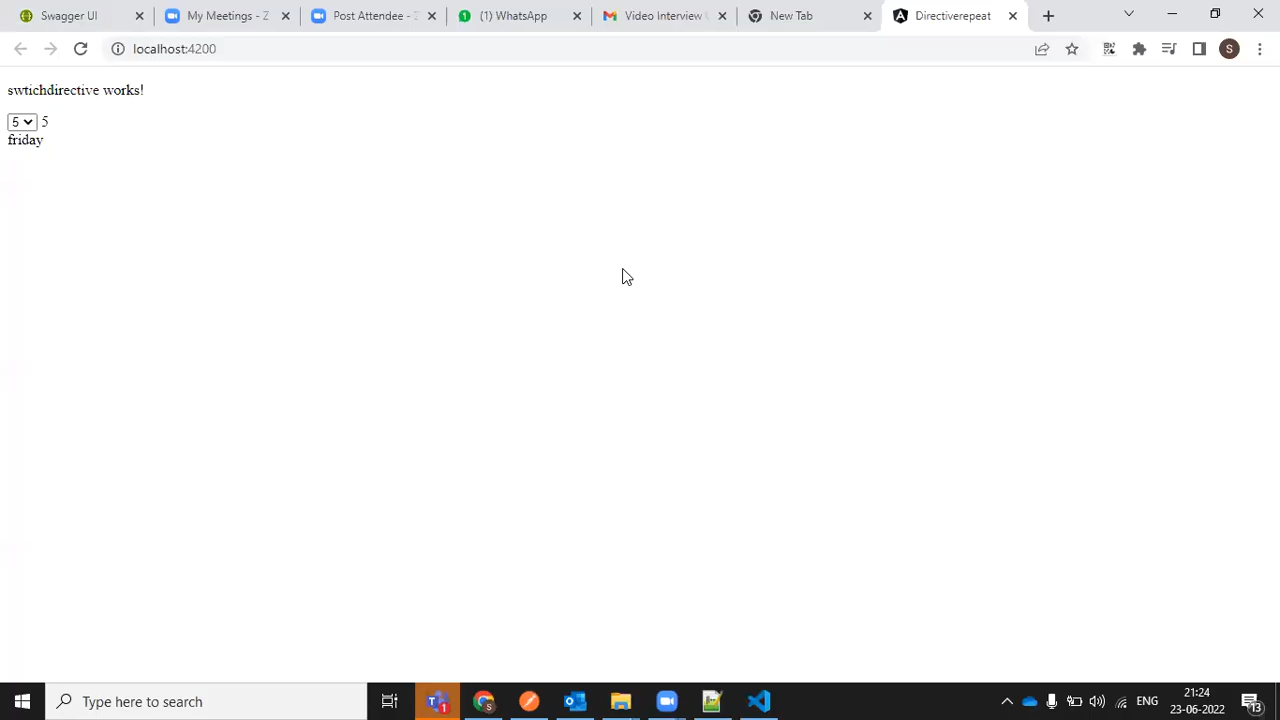 Swagger UI
My Meetings - Z
Post Attendee - Z
(1) WhatsApp
Video Interview
New Tab
Directiverepeat
localhost:4200
S
swtichdirective works!
5 5
friday
Type here to search
ENG
21:24
23-06-2022
13